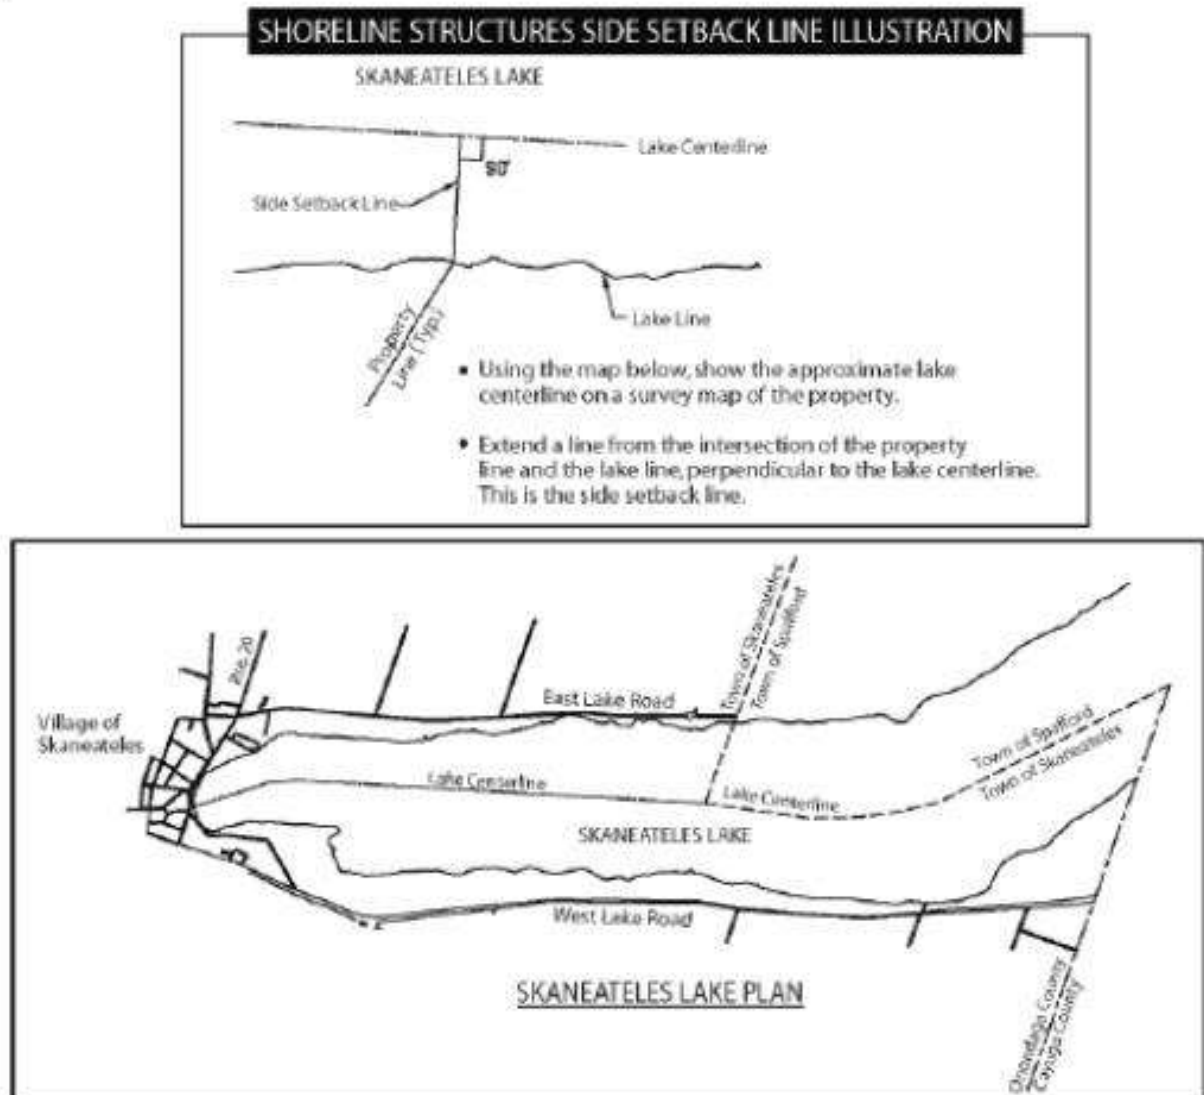 SHORELINE STRUCTURES SIDE SETBACK LINE ILLUSTRATION
SKANEATELES LAKE
Lake Centerline
90°
Side Setback Line
Lake Line
Property
Line (Typ.)
• Using the map below, show the approximate lake
centerline on a survey map of the property.
• Extend a line from the intersection of the property
line and the lake line, perpendicular to the lake centerline.
This is the side setback line.
Town of Skaneateles
Town of Spafford
Rte. 20
East Lake Road
Village of
Skaneateles
Town of Spafford
Town of Skaneateles
Lake Centerline
Lake Centerline
SKANEATELES LAKE
West Lake Road
SKANEATELES LAKE PLAN
Onondaga County
Cayuga County